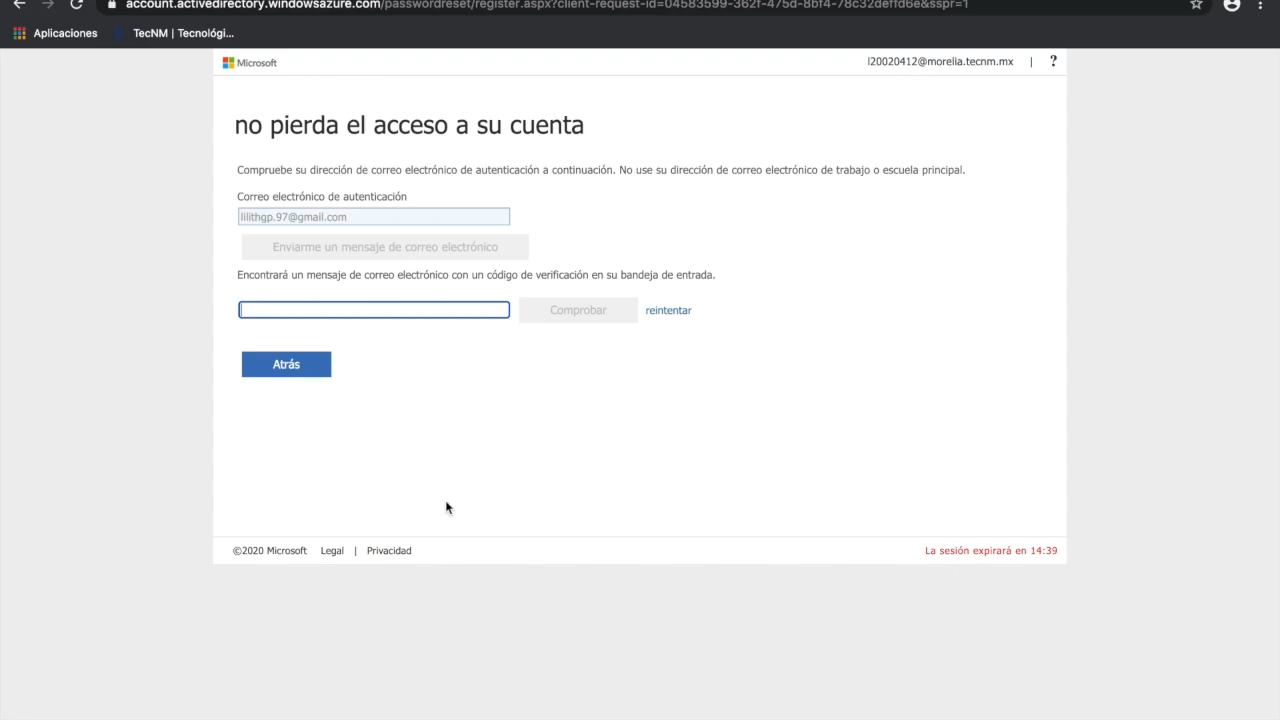 account.activedirectory.windowsazure.com/passwordreset/register.aspx?client-request-id=04583599-362f-475d-8bf4-78c32deffd6e&sspr=1
Aplicaciones TecNM | Tecnológi...
Microsoft l20020412@morelia.tecnm.mx | ?
no pierda el acceso a su cuenta
Compruebe su dirección de correo electrónico de autenticación a continuación. No use su dirección de correo electrónico de trabajo o escuela principal.
Correo electrónico de autenticación
lilithgp.97@gmail.com
Enviarme un mensaje de correo electrónico
Encontrará un mensaje de correo electrónico con un código de verificación en su bandeja de entrada.
Comprobar reintentar
Atrás
©2020 Microsoft Legal | Privacidad La sesión expirará en 14:39